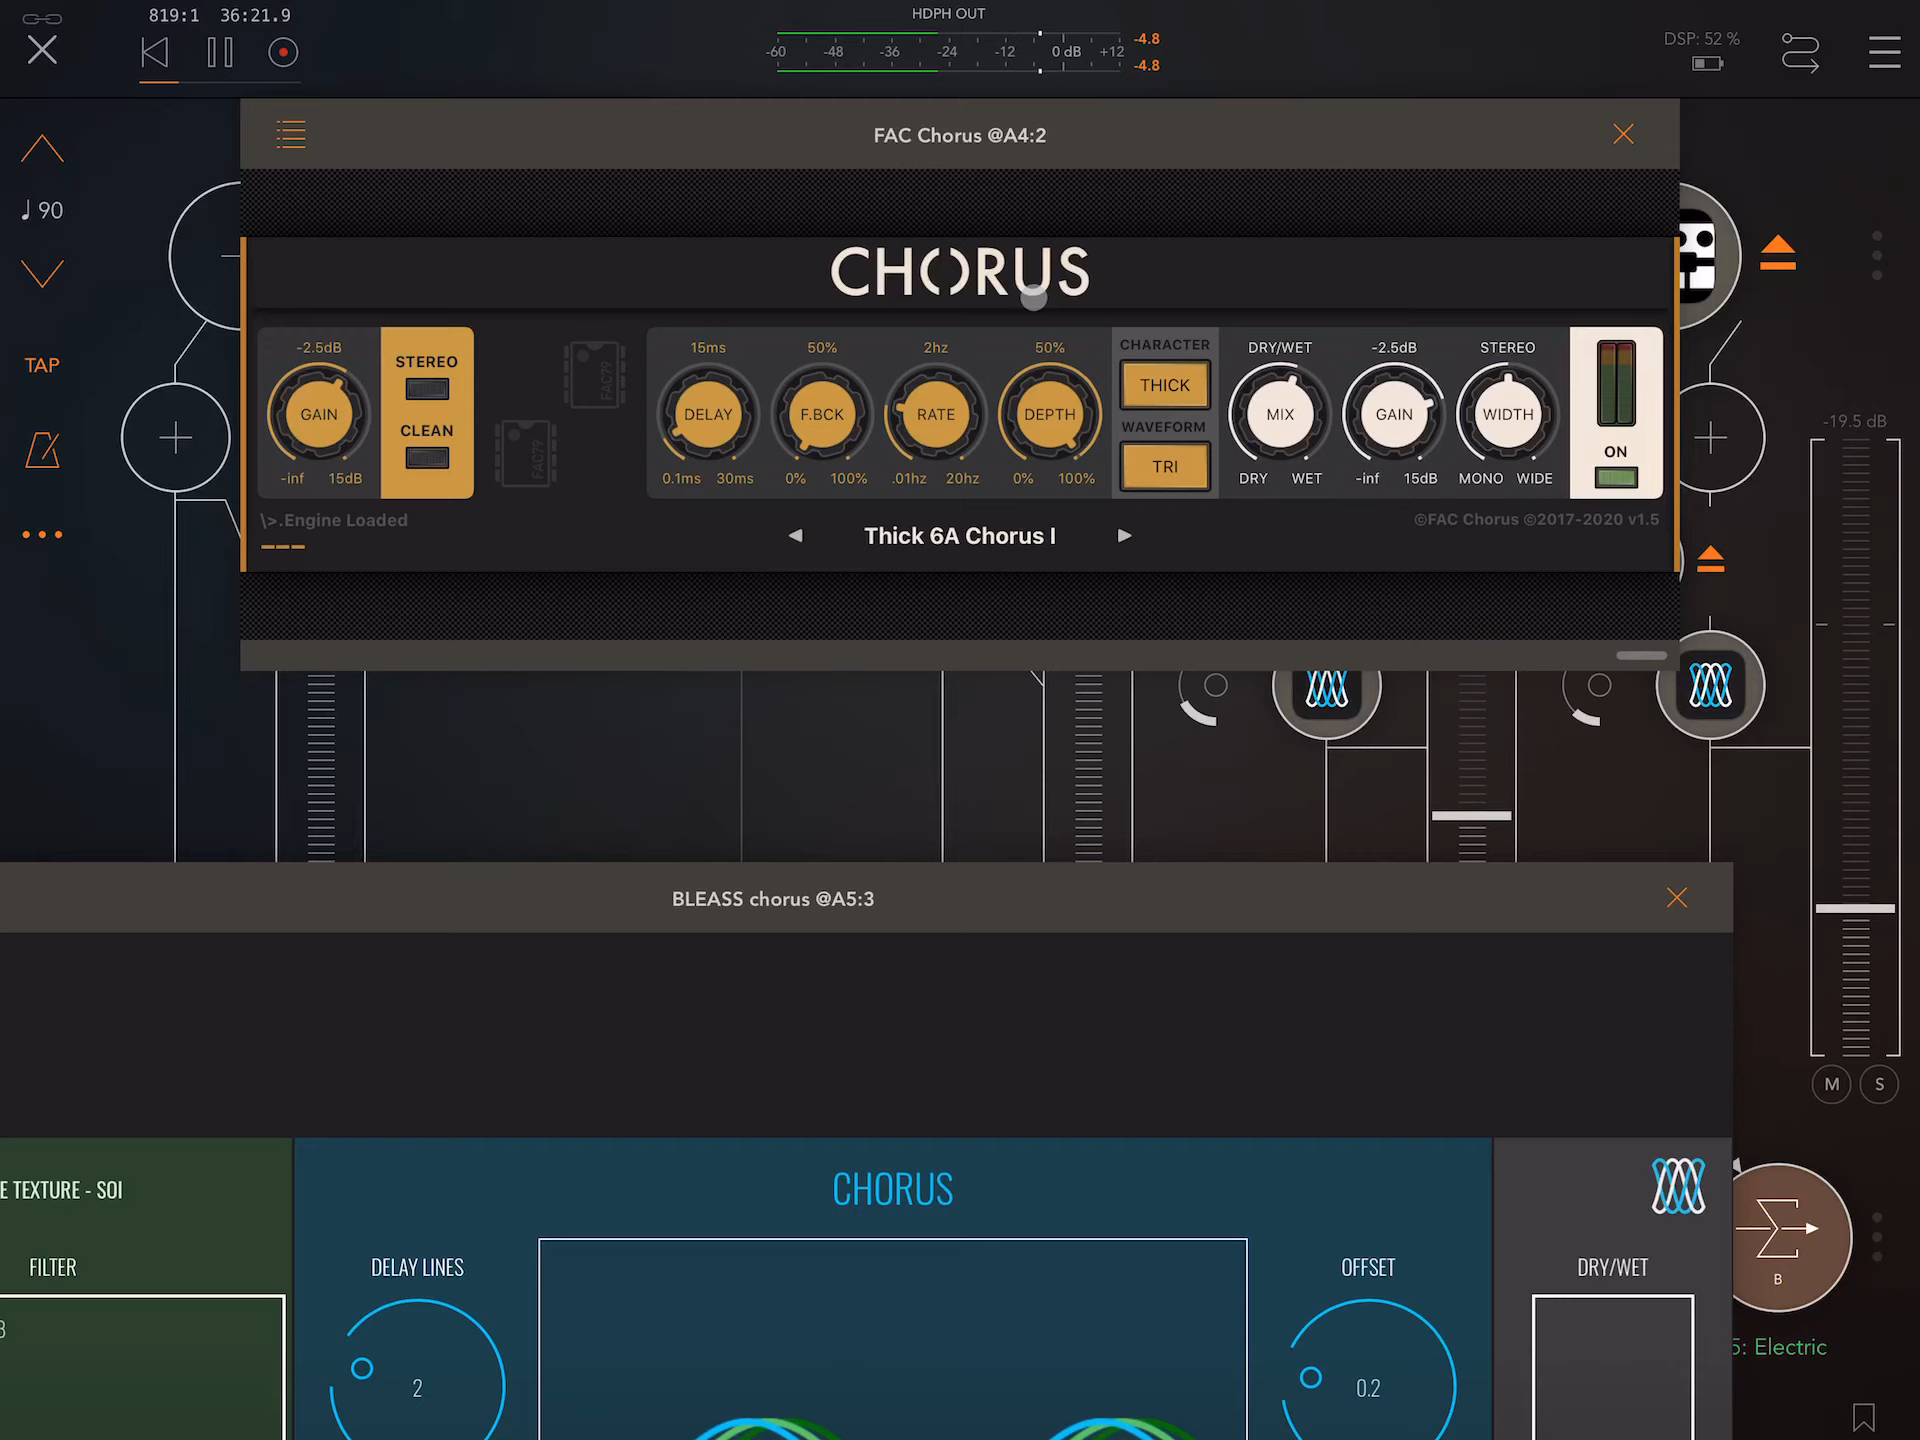 819:1 36:21.9
HDPH OUT
-60 -48 -36 -24 -12 0 dB +12
-4.8
-4.8
DSP: 52 %
FAC Chorus @A4:2
90
TAP
CHORUS
-2.5dB
GAIN
-inf 15dB
STEREO
CLEAN
FAC79
FAC79
15ms 50% 2hz 50%
DELAY F.BCK RATE DEPTH
0.1ms 30ms 0% 100% .01hz 20hz 0% 100%
CHARACTER
THICK
WAVEFORM
TRI
DRY/WET -2.5dB STEREO
MIX GAIN WIDTH
DRY WET -inf 15dB MONO WIDE
ON
\>.Engine Loaded
Thick 6A Chorus I
©FAC Chorus ©2017-2020 v1.5
-19.5 dB
BLEASS chorus @A5:3
M S
E TEXTURE - SOI
CHORUS
FILTER
DELAY LINES
OFFSET
DRY/WET
2
0.2
B
5: Electric